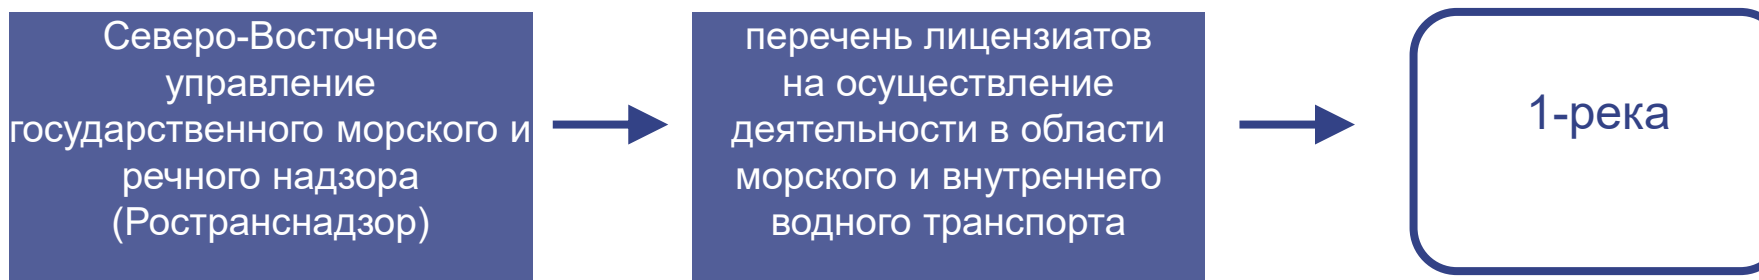 Северо-Восточное
управление
государственного морского и
речного надзора
(Ространснадзор)
перечень лицензиатов
на осуществление
деятельности в области
морского и внутреннего
водного транспорта
1-река